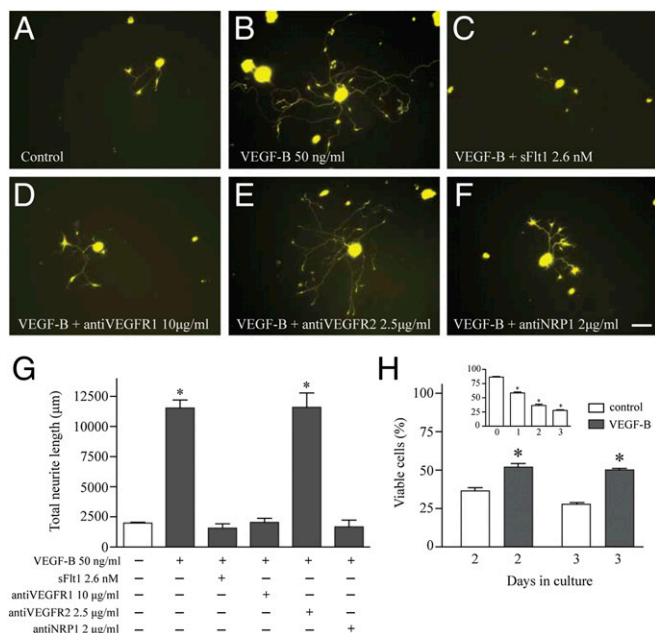 A
Control
B
VEGF-B 50 ng/ml
C
VEGF-B + sFlt1 2.6 nM
D
VEGF-B + antiVEGFR1 10µg/ml
E
VEGF-B + antiVEGFR2 2.5µg/ml
F
VEGF-B + antiNRP1 2µg/ml
G
Total neurite length (µm)
12500
10000
7500
5000
2500
0
* *
VEGF-B 50 ng/ml – + + + + +
sFlt1 2.6 nM – – + – – –
antiVEGFR1 10 µg/ml – – – + – –
antiVEGFR2 2.5 µg/ml – – – – + –
antiNRP1 2 µg/ml – – – – – +
H
Viable cells (%)
100
75
50
25
0
100
75
50
25
0
* * *
0 1 2 3
control
VEGF-B
* *
2 2 3 3
Days in culture